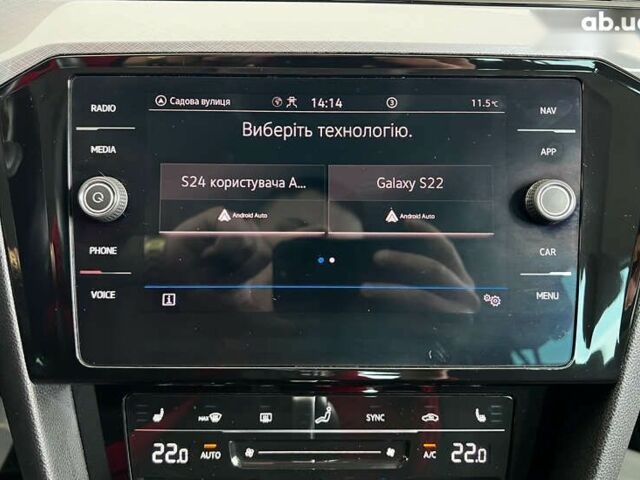 ab.u
RADIO
MEDIA
PHONE
VOICE
Садова вулиця 14:14 3 11.5°C
Виберіть технологію.
S24 користувача А... Galaxy S22
Android Auto Android Auto
NAV
APP
CAR
MENU
MAX SYNC
22.0 AUTO A/C 22.0